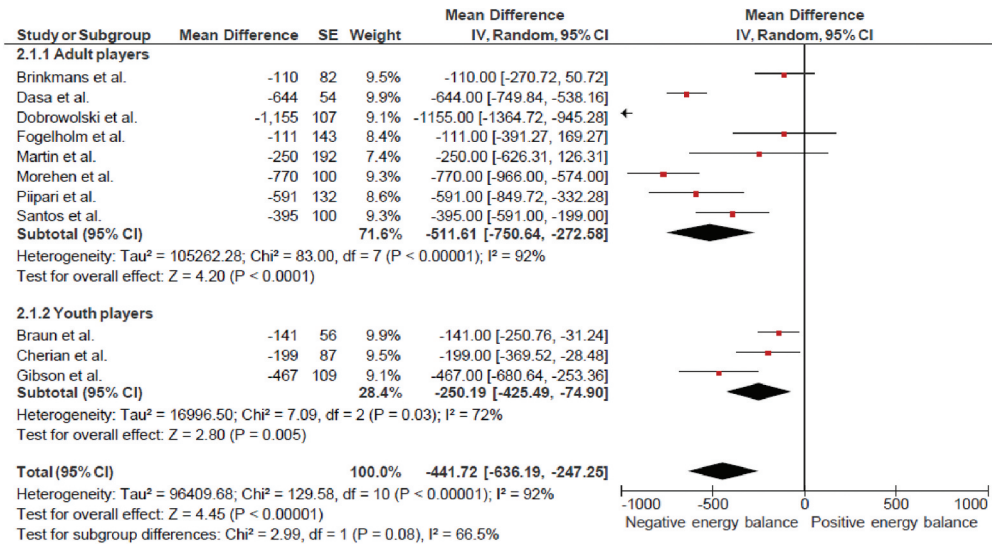 Mean Difference Mean Difference
Study or Subgroup Mean Difference SE Weight IV, Random, 95% CI IV, Random, 95% CI
2.1.1 Adult players
Brinkmans et al. -110 82 9.5% -110.00 [-270.72, 50.72]
Dasa et al. -644 54 9.9% -644.00 [-749.84, -538.16]
Dobrowolski et al. -1,155 107 9.1% -1155.00 [-1364.72, -945.28]
Fogelholm et al. -111 143 8.4% -111.00 [-391.27, 169.27]
Martin et al. -250 192 7.4% -250.00 [-626.31, 126.31]
Morehen et al. -770 100 9.3% -770.00 [-966.00, -574.00]
Piipari et al. -591 132 8.6% -591.00 [-849.72, -332.28]
Santos et al. -395 100 9.3% -395.00 [-591.00, -199.00]
Subtotal (95% CI) 71.6% -511.61 [-750.64, -272.58]
Heterogeneity: Tau² = 105262.28; Chi² = 83.00, df = 7 (P < 0.00001); I² = 92%
Test for overall effect: Z = 4.20 (P < 0.0001)
2.1.2 Youth players
Braun et al. -141 56 9.9% -141.00 [-250.76, -31.24]
Cherian et al. -199 87 9.5% -199.00 [-369.52, -28.48]
Gibson et al. -467 109 9.1% -467.00 [-680.64, -253.36]
Subtotal (95% CI) 28.4% -250.19 [-425.49, -74.90]
Heterogeneity: Tau² = 16996.50; Chi² = 7.09, df = 2 (P = 0.03); I² = 72%
Test for overall effect: Z = 2.80 (P = 0.005)
Total (95% CI) 100.0% -441.72 [-636.19, -247.25]
Heterogeneity: Tau² = 96409.68; Chi² = 129.58, df = 10 (P < 0.00001); I² = 92%
Test for overall effect: Z = 4.45 (P < 0.00001)
Test for subgroup differences: Chi² = 2.99, df = 1 (P = 0.08), I² = 66.5%
-1000 -500 0 500 1000
Negative energy balance Positive energy balance